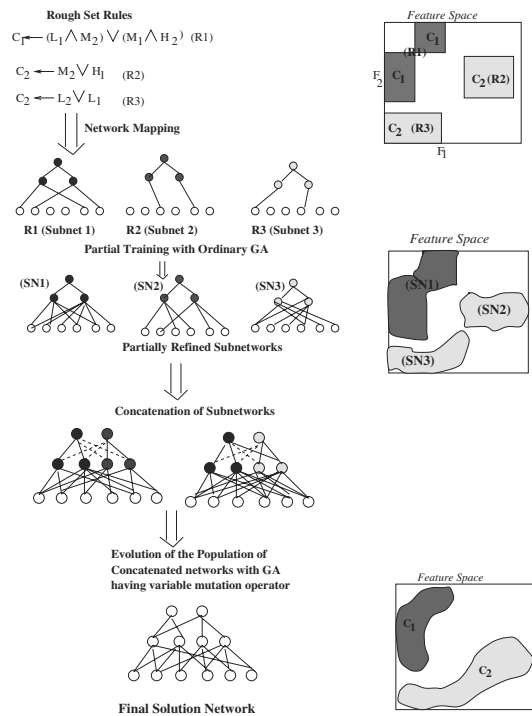 Rough Set Rules
C₁ ← (L₁ ∧ M₂) ∨ (M₁ ∧ H₂) (R1)
C₂ ← M₂ ∨ H₁ (R2)
C₂ ← L₂ ∨ L₁ (R3)
Network Mapping
R1 (Subnet 1) R2 (Subnet 2) R3 (Subnet 3)
Partial Training with Ordinary GA
(SN1) (SN2) (SN3)
Partially Refined Subnetworks
Concatenation of Subnetworks
Evolution of the Population of
Concatenated networks with GA
having variable mutation operator
Final Solution Network
Feature Space
C₁
(R1)
F₂
C₁
C₂ (R2)
C₂ (R3)
F₁
Feature Space
(SN1)
(SN2)
(SN3)
Feature Space
C₁
C₂